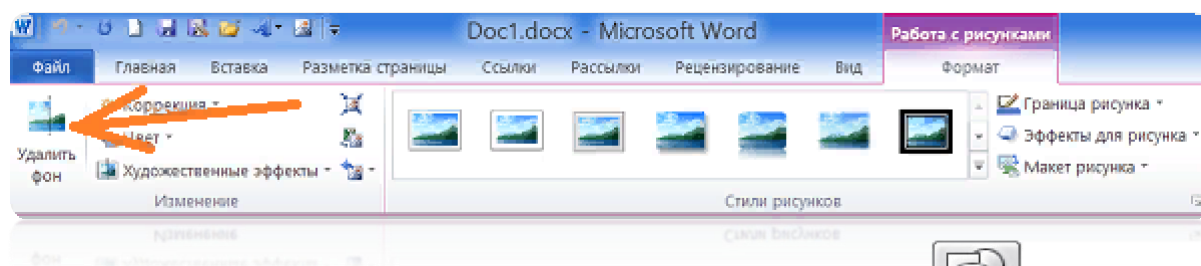 Doc1.docx - Microsoft Word
Работа с рисунками
Файл Главная Вставка Разметка страницы Ссылки Рассылки Рецензирование Вид Формат
Удалить фон
Коррекция
Цвет
Художественные эффекты
Изменение
Стили рисунков
Граница рисунка
Эффекты для рисунка
Макет рисунка